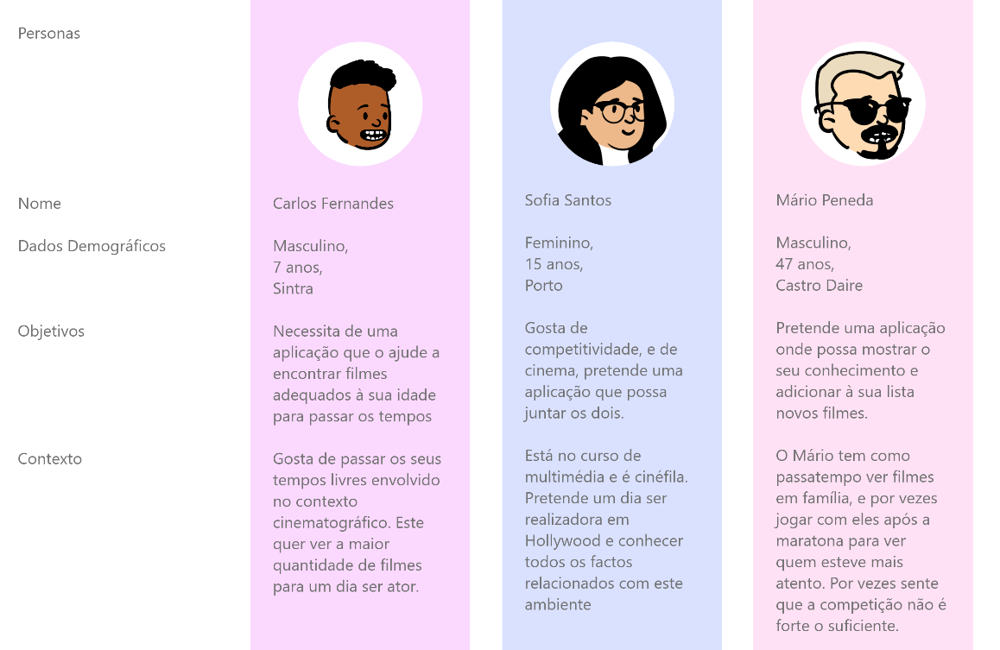 Personas
Nome
Carlos Fernandes
Sofia Santos
Mário Peneda
Dados Demográficos
Masculino,
7 anos,
Sintra
Feminino,
15 anos,
Porto
Masculino,
47 anos,
Castro Daire
Objetivos
Necessita de uma
aplicação que o ajude a
encontrar filmes
adequados à sua idade
para passar os tempos
Gosta de
competitividade, e de
cinema, pretende uma
aplicação que possa
juntar os dois.
Pretende uma aplicação
onde possa mostrar o
seu conhecimento e
adicionar à sua lista
novos filmes.
Contexto
Gosta de passar os seus
tempos livres envolvido
no contexto
cinematográfico. Este
quer ver a maior
quantidade de filmes
para um dia ser ator.
Está no curso de
multimédia e é cinéfila.
Pretende um dia ser
realizadora em
Hollywood e conhecer
todos os factos
relacionados com este
ambiente
O Mário tem como
passatempo ver filmes
em família, e por vezes
jogar com eles após a
maratona para ver
quem esteve mais
atento. Por vezes sente
que a competição não é
forte o suficiente.